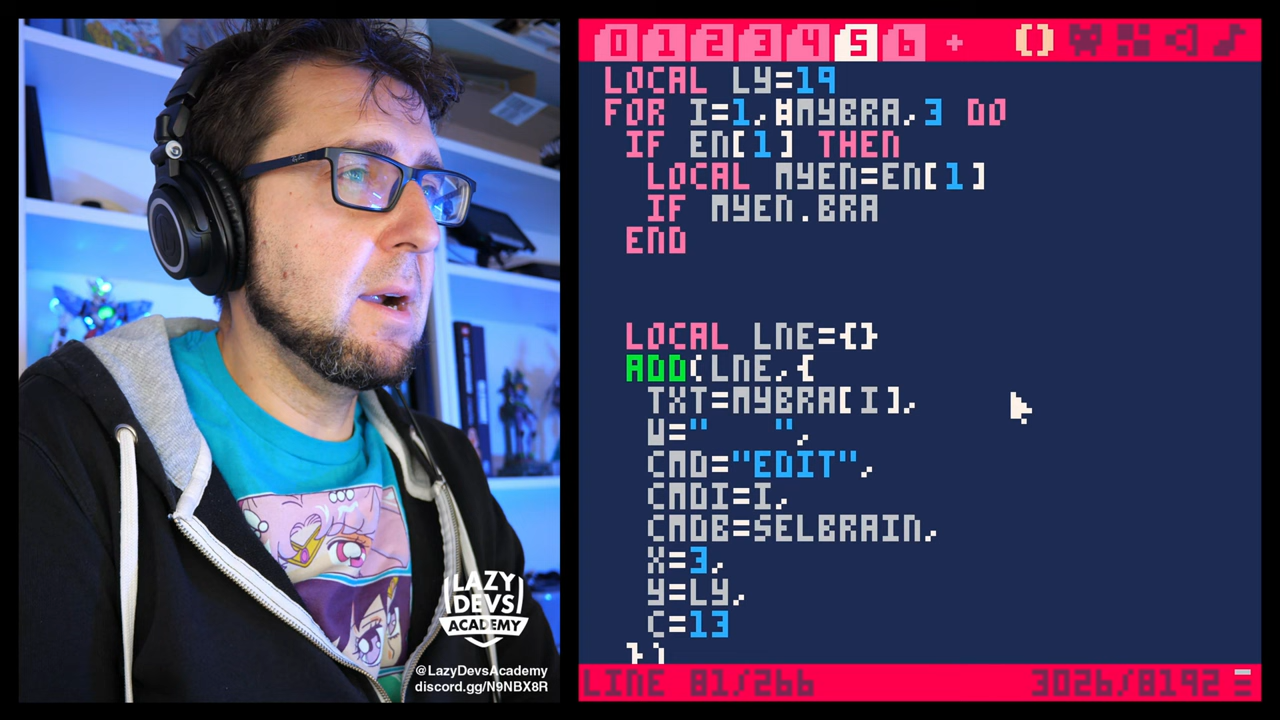 0 1 2 3 4 5 6 + ()
LOCAL LY=19
FOR I=1,#MYBRA,3 DO
IF EN[1] THEN
LOCAL MYEN=EN[1]
IF MYEN.BRA
END
LOCAL LNE={}
ADD(LNE,{
TXT=MYBRA[I],
W="   ",
CMD="EDIT",
CMDI=I,
CMDB=SELBRAIN,
X=3,
Y=LY,
C=13
})
LINE 81/266
3026/8192
LAZY
DEVS
ACADEMY
@LazyDevsAcademy
discord.gg/N9NBX8R